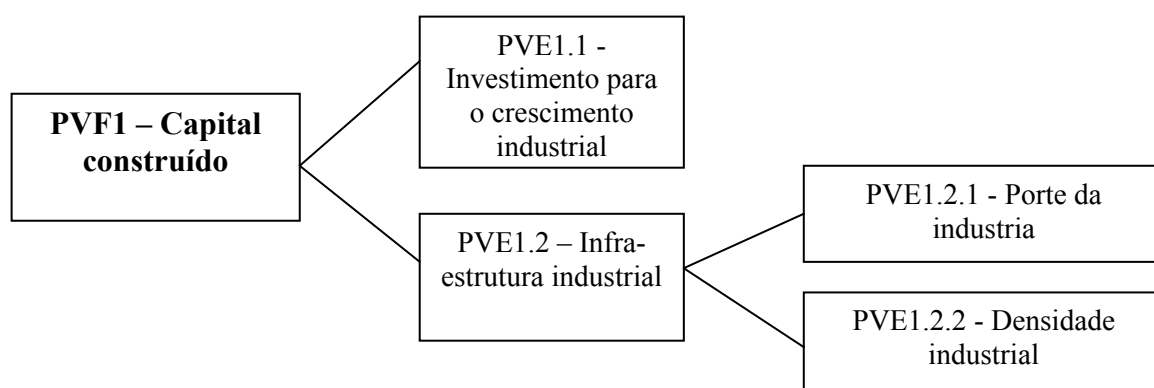 PVE1.1 -
Investimento para
o crescimento
industrial
PVF1 – Capital
construído
PVE1.2 – Infra-
estrutura industrial
PVE1.2.1 - Porte da
industria
PVE1.2.2 - Densidade
industrial